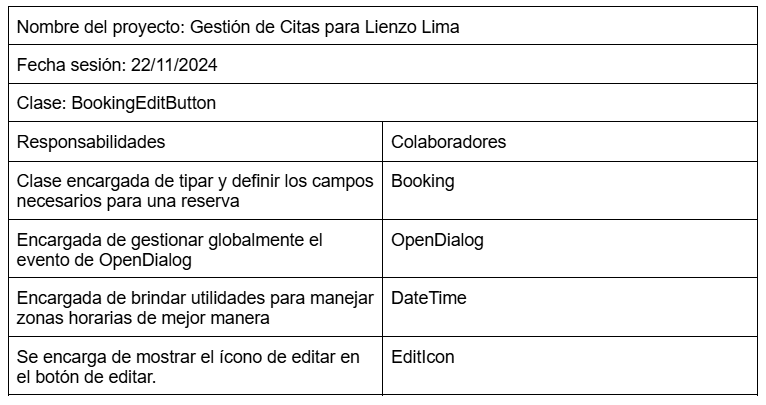 Nombre del proyecto: Gestión de Citas para Lienzo Lima
Fecha sesión: 22/11/2024
Clase: BookingEditButton
Responsabilidades
Colaboradores
Clase encargada de tipar y definir los campos
necesarios para una reserva
Booking
Encargada de gestionar globalmente el
evento de OpenDialog
OpenDialog
Encargada de brindar utilidades para manejar
zonas horarias de mejor manera
DateTime
Se encarga de mostrar el ícono de editar en
el botón de editar.
EditIcon